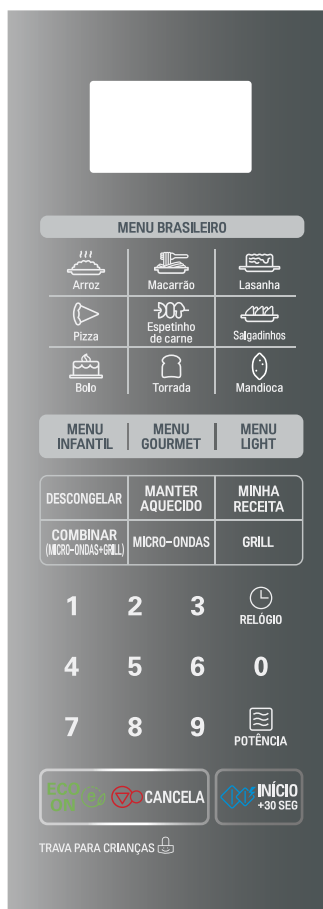 MENU BRASILEIRO
Arroz
Macarrão
Lasanha
Pizza
Espetinho
de carne
Salgadinhos
Bolo
Torrada
Mandioca
MENU
INFANTIL
MENU
GOURMET
MENU
LIGHT
DESCONGELAR
MANTER
AQUECIDO
MINHA
RECEITA
COMBINAR
(MICRO-ONDAS+GRILL)
MICRO-ONDAS
GRILL
1 2 3
RELÓGIO
4 5 6 0
7 8 9
POTÊNCIA
ECO
ON
e
CANCELA
INÍCIO
+30 SEG
TRAVA PARA CRIANÇAS